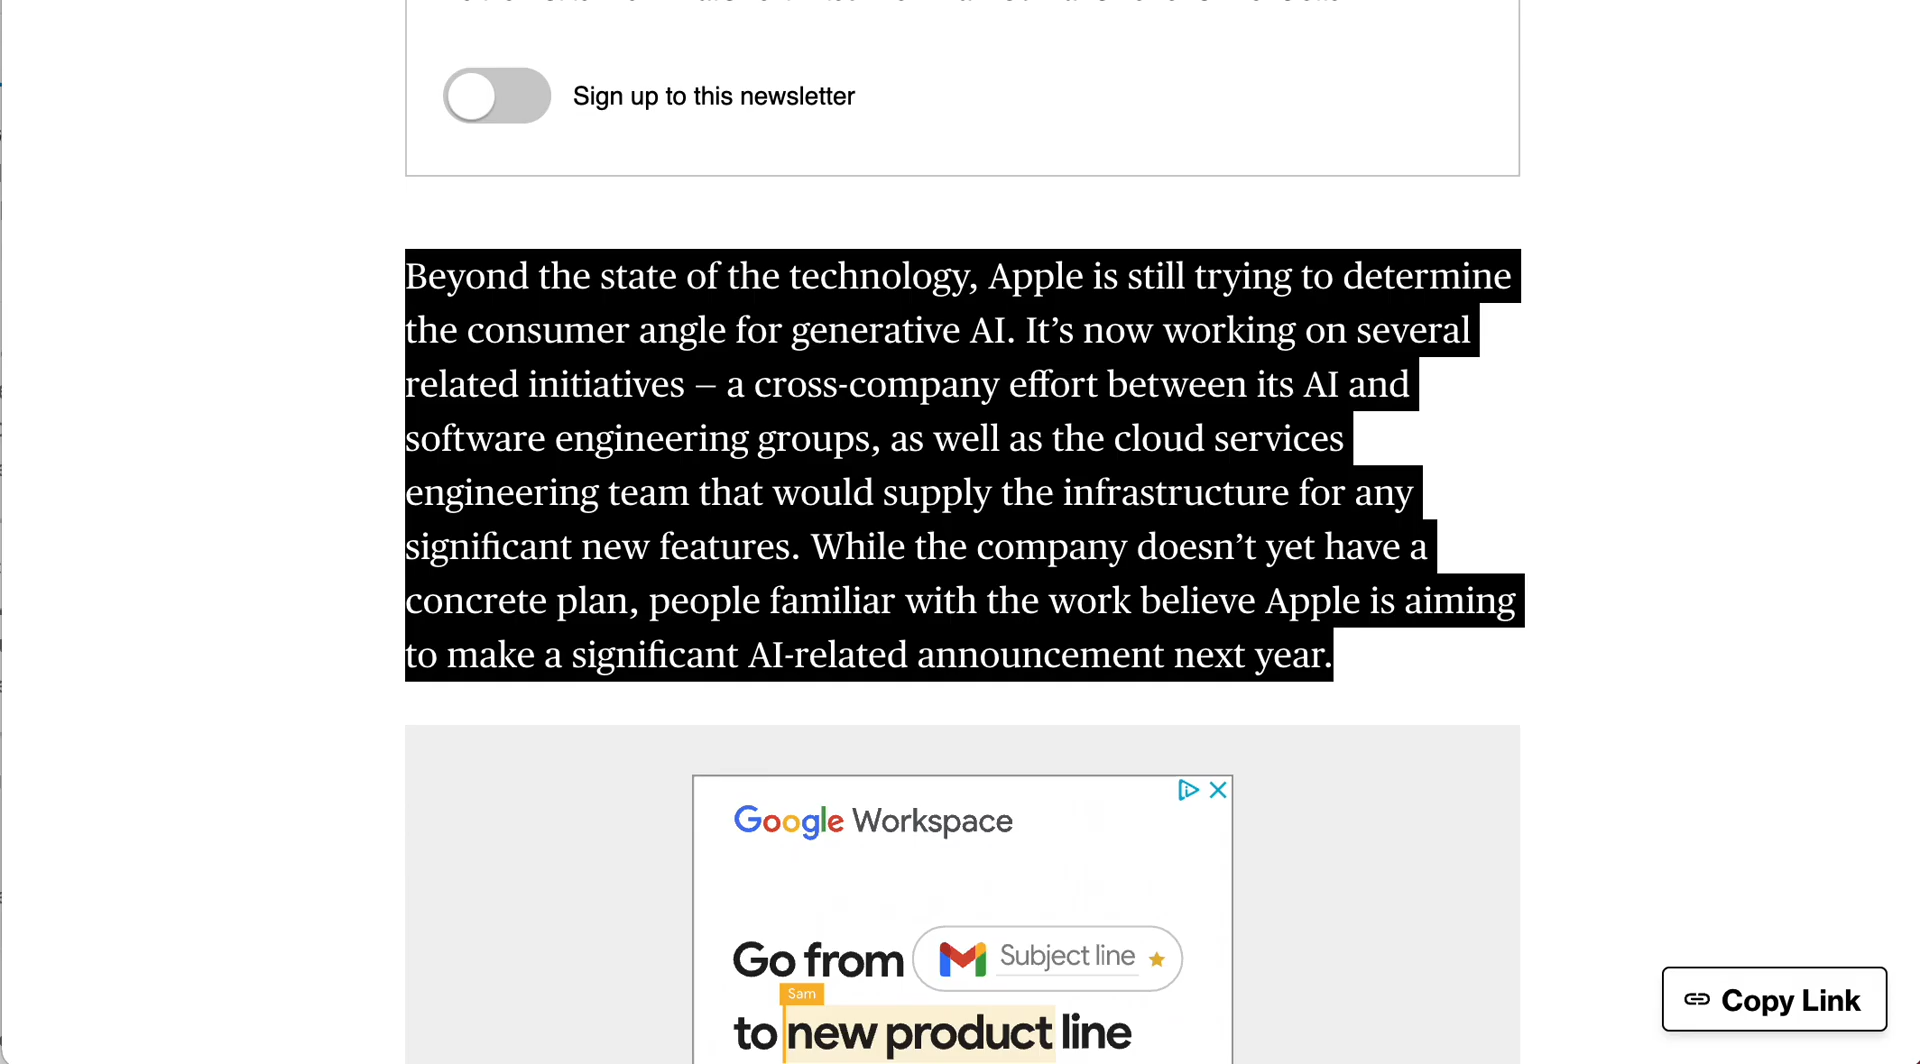 Sign up to this newsletter
Beyond the state of the technology, Apple is still trying to determine
the consumer angle for generative AI. It’s now working on several
related initiatives — a cross-company effort between its AI and
software engineering groups, as well as the cloud services
engineering team that would supply the infrastructure for any
significant new features. While the company doesn’t yet have a
concrete plan, people familiar with the work believe Apple is aiming
to make a significant AI-related announcement next year.
Google Workspace
Go from Subject line
Sam
to new product line
Copy Link